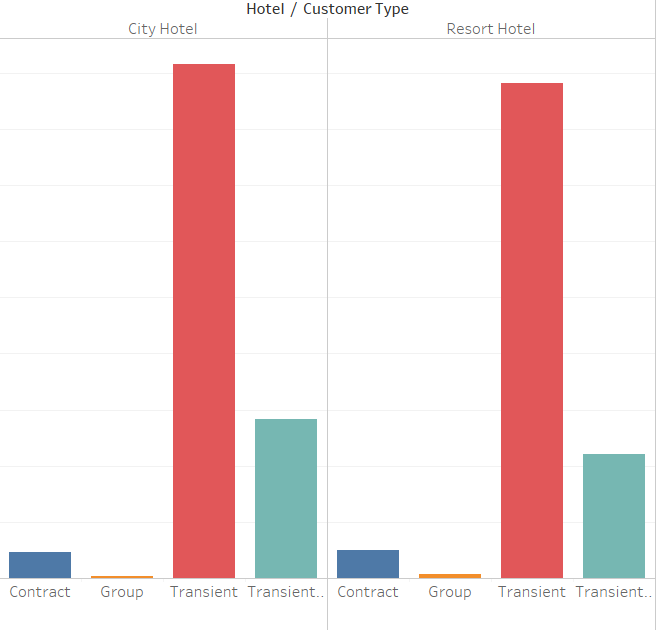 Hotel / Customer Type
City Hotel Resort Hotel
Contract Group Transient Transient.. Contract Group Transient Transient..